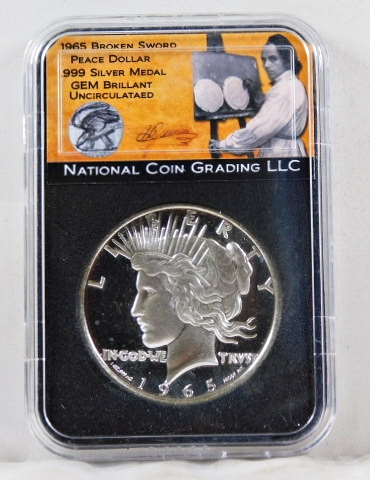 1965 Broken Sword
Peace Dollar
.999 Silver Medal
GEM Brillant
Uncirculataed
National Coin Grading LLC
LIBERTY
IN·GOD·WE TRVST
1965